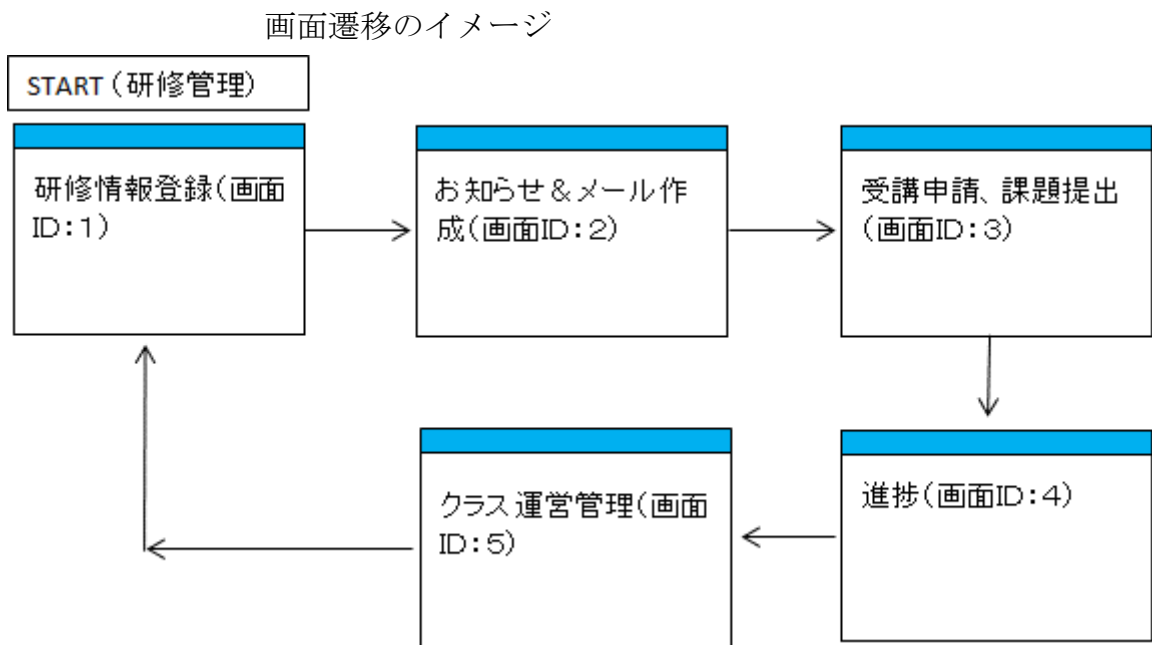 画面遷移のイメージ
START(研修管理)
研修情報登録(画面
ID:1)
お知らせ&メール作
成(画面ID:2)
受講申請、課題提出
(画面ID:3)
クラス運営管理(画面
ID:5)
進捗(画面ID:4)